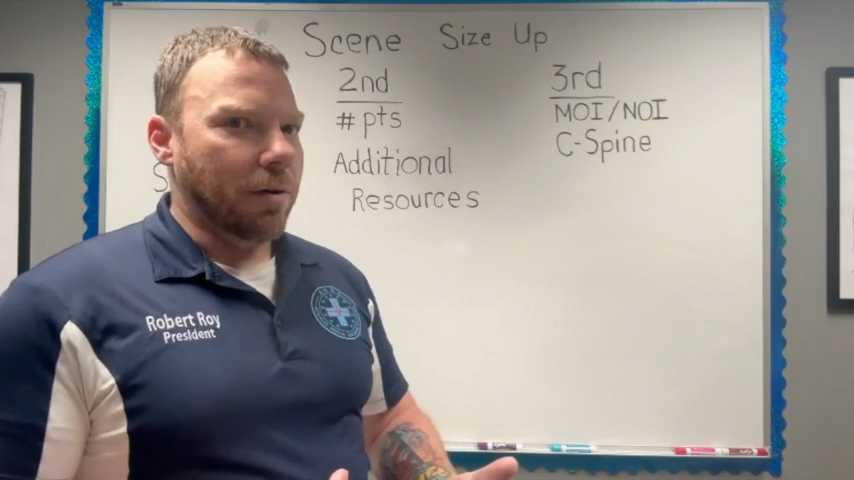 Scene Size Up
2nd
# pts
Additional
Resources
3rd
MOI/NOI
C-Spine
S
Robert Roy
President